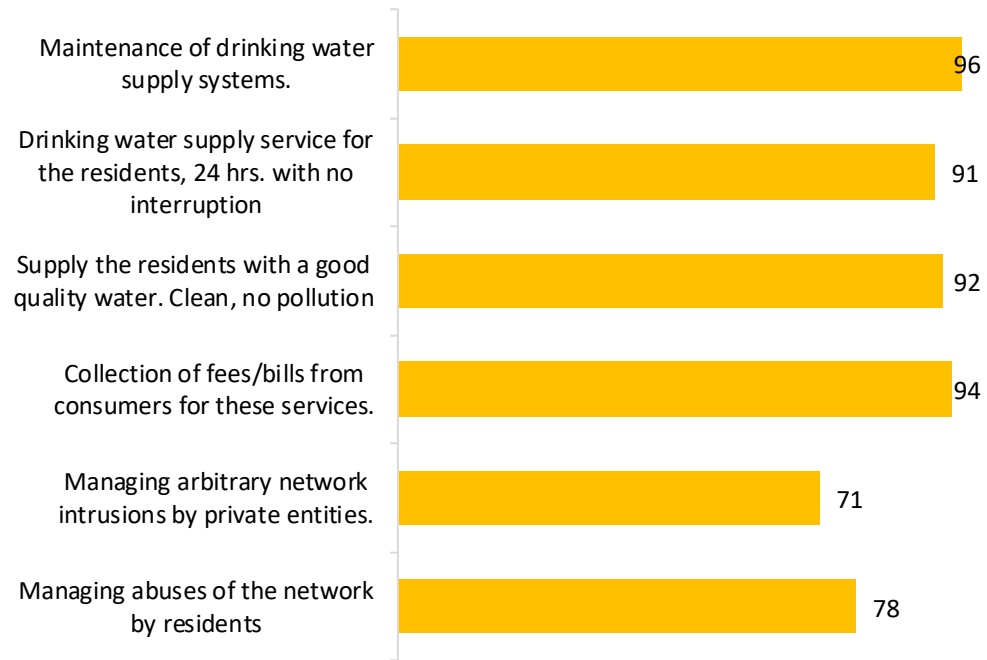 Maintenance of drinking water
supply systems.
96
Drinking water supply service for
the residents, 24 hrs. with no
interruption
91
Supply the residents with a good
quality water. Clean, no pollution
92
Collection of fees/bills from
consumers for these services.
94
Managing arbitrary network
intrusions by private entities.
71
Managing abuses of the network
by residents
78